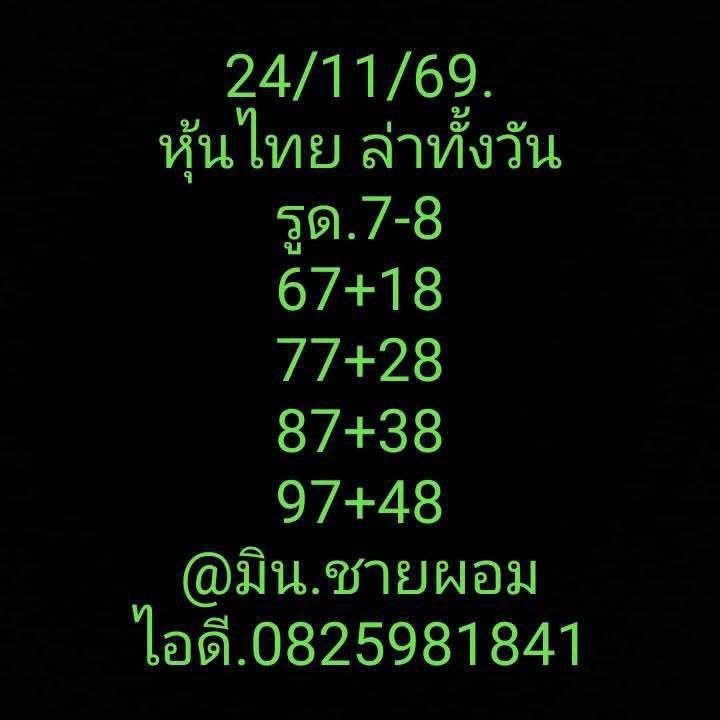 24/11/69.
หุ้นไทย ล่าทั้งวัน
รูด.7-8
67+18
77+28
87+38
97+48
@มิน.ชายผอม
ไอดี.0825981841